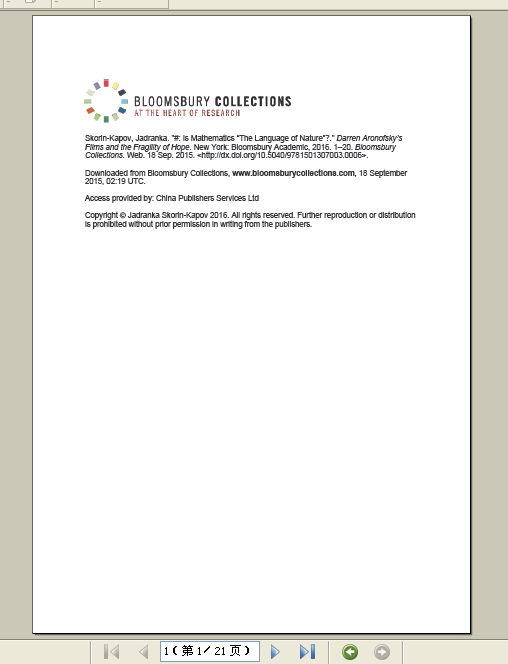 BLOOMSBURY COLLECTIONS
AT THE HEART OF RESEARCH
Skorin-Kapov, Jadranka. "#: Is Mathematics "The Language of Nature"?." Darren Aronofsky's
Films and the Fragility of Hope. New York: Bloomsbury Academic, 2016. 1–20. Bloomsbury
Collections. Web. 18 Sep. 2015. <http://dx.doi.org/10.5040/9781501307003.0006>.
Downloaded from Bloomsbury Collections, www.bloomsburycollections.com, 18 September
2015, 02:19 UTC.
Access provided by: China Publishers Services Ltd
Copyright © Jadranka Skorin-Kapov 2016. All rights reserved. Further reproduction or distribution
is prohibited without prior permission in writing from the publishers.
1 (第 1/ 21 页)